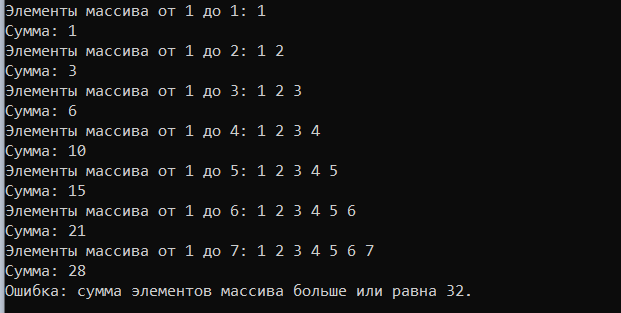 Элементы массива от 1 до 1: 1
Сумма: 1
Элементы массива от 1 до 2: 1 2
Сумма: 3
Элементы массива от 1 до 3: 1 2 3
Сумма: 6
Элементы массива от 1 до 4: 1 2 3 4
Сумма: 10
Элементы массива от 1 до 5: 1 2 3 4 5
Сумма: 15
Элементы массива от 1 до 6: 1 2 3 4 5 6
Сумма: 21
Элементы массива от 1 до 7: 1 2 3 4 5 6 7
Сумма: 28
Ошибка: сумма элементов массива больше или равна 32.